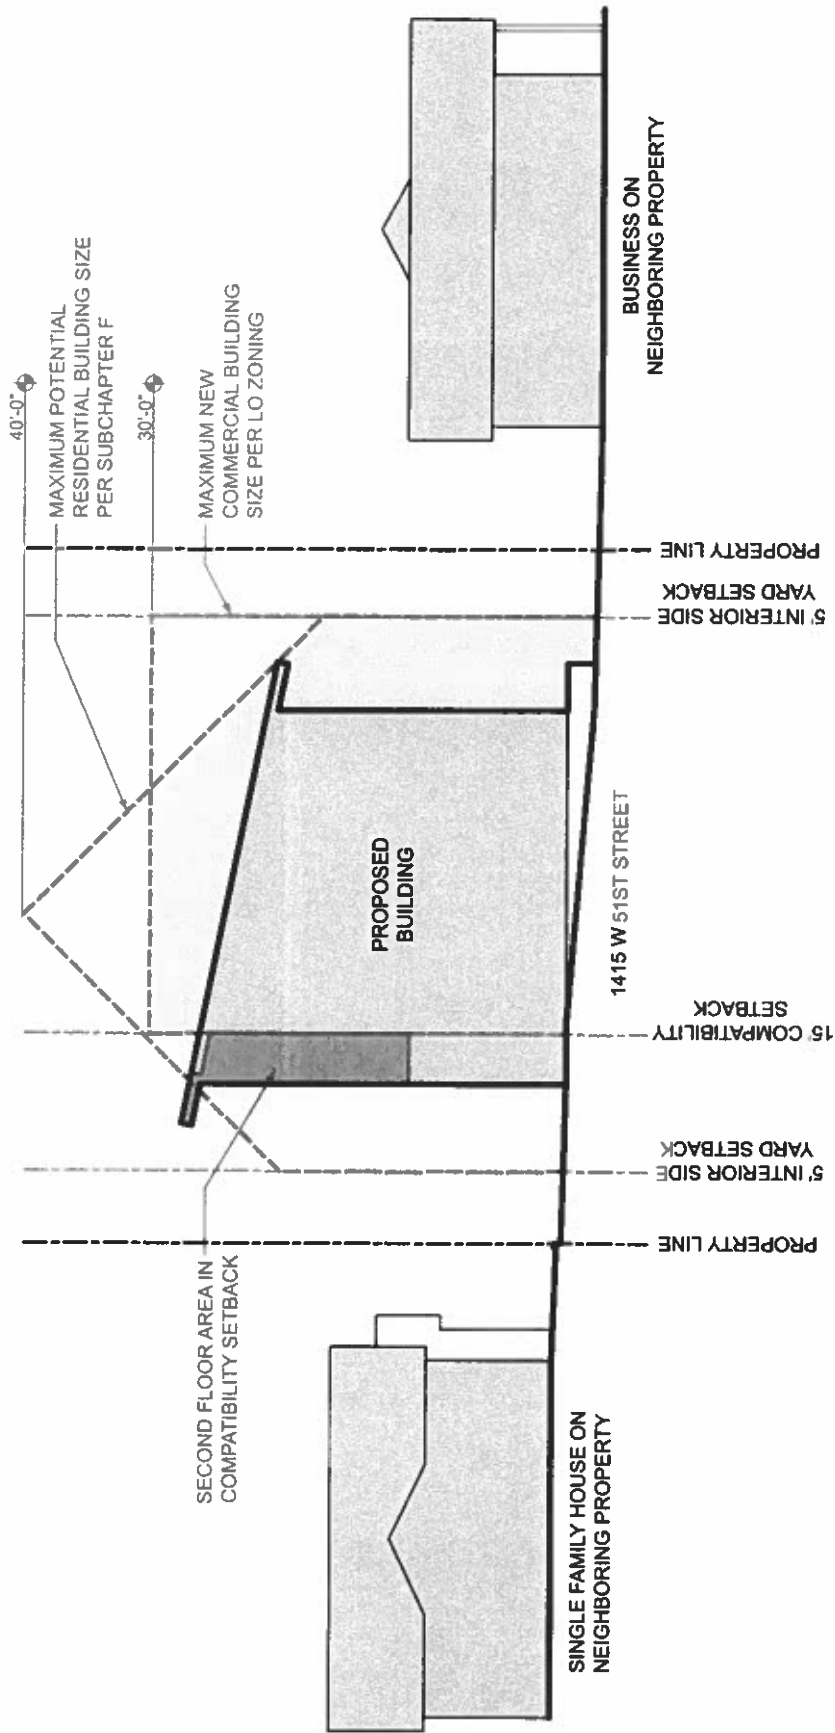 40'-0"
MAXIMUM POTENTIAL
RESIDENTIAL BUILDING SIZE
PER SUBCHAPTER F
30'-0"
MAXIMUM NEW
COMMERCIAL BUILDING
SIZE PER LO ZONING
SECOND FLOOR AREA IN
COMPATIBILITY SETBACK
PROPOSED
BUILDING
SINGLE FAMILY HOUSE ON
NEIGHBORING PROPERTY
PROPERTY LINE
5' INTERIOR SIDE
YARD SETBACK
15' COMPATIBILITY
SETBACK
1415 W 51ST STREET
5' INTERIOR SIDE
YARD SETBACK
PROPERTY LINE
BUSINESS ON
NEIGHBORING PROPERTY